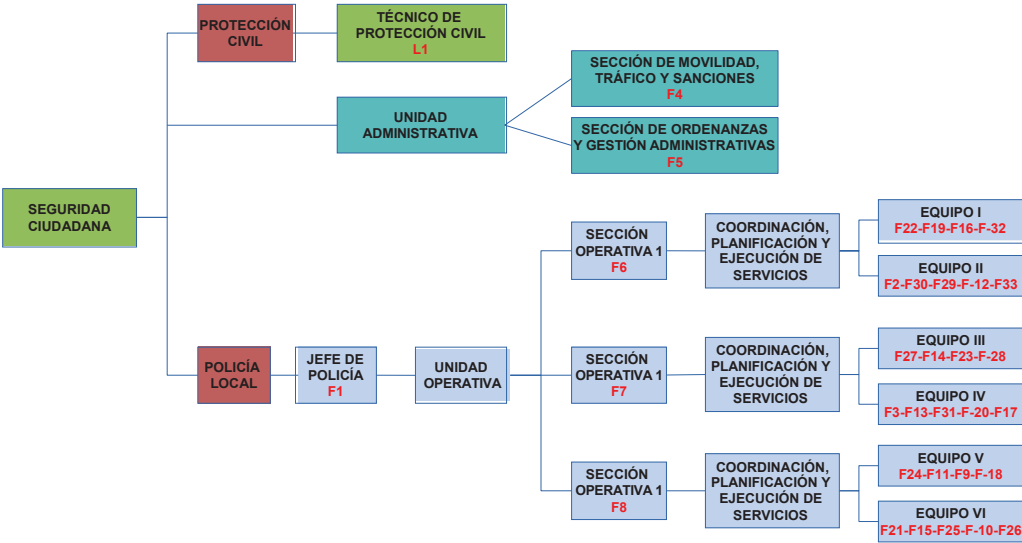 SEGURIDAD
CIUDADANA
PROTECCIÓN
CIVIL
TÉCNICO DE
PROTECCIÓN CIVIL
L1
UNIDAD
ADMINISTRATIVA
SECCIÓN DE MOVILIDAD,
TRÁFICO Y SANCIONES
F4
SECCIÓN DE ORDENANZAS
Y GESTIÓN ADMINISTRATIVAS
F5
POLICÍA
LOCAL
JEFE DE
POLICÍA
F1
UNIDAD
OPERATIVA
SECCIÓN
OPERATIVA 1
F6
COORDINACIÓN,
PLANIFICACIÓN Y
EJECUCIÓN DE
SERVICIOS
EQUIPO I
F22-F19-F16-F-32
EQUIPO II
F2-F30-F29-F-12-F33
SECCIÓN
OPERATIVA 1
F7
COORDINACIÓN,
PLANIFICACIÓN Y
EJECUCIÓN DE
SERVICIOS
EQUIPO III
F27-F14-F23-F-28
EQUIPO IV
F3-F13-F31-F-20-F17
SECCIÓN
OPERATIVA 1
F8
COORDINACIÓN,
PLANIFICACIÓN Y
EJECUCIÓN DE
SERVICIOS
EQUIPO V
F24-F11-F9-F-18
EQUIPO VI
F21-F15-F25-F-10-F26